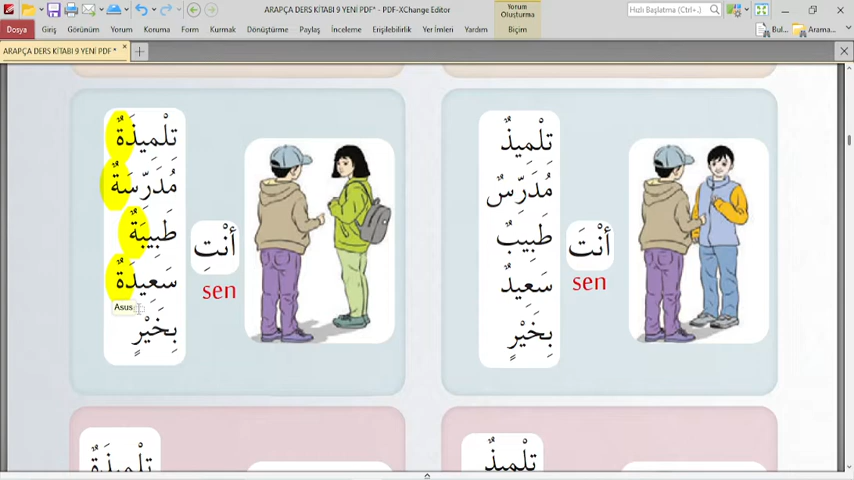 ARAPÇA DERS KİTABI 9 YENİ PDF* - PDF-XChange Editor
Yorum Oluşturma
Hızlı Başlatma (Ctrl+,)
Dosya Giriş Görünüm Yorum Koruma Form Kurmak Dönüştürme Paylaş İnceleme Erişilebilirlik Yer İmleri Yardım Biçim Bul... Arama...
ARAPÇA DERS KİTABI 9 YENİ PDF *
تِلْمِيذٌ
مُدَرِّسٌ
طَبِيبٌ
سَعِيدٌ
بِخَيْرٍ
أَنْتَ
sen
تِلْمِيذَةٌ
مُدَرِّسَةٌ
طَبِيبَةٌ
سَعِيدَةٌ
بِخَيْرٍ
أَنْتِ
sen
Asus
تِلْمِيذٌ
تِلْمِيذَةٌ